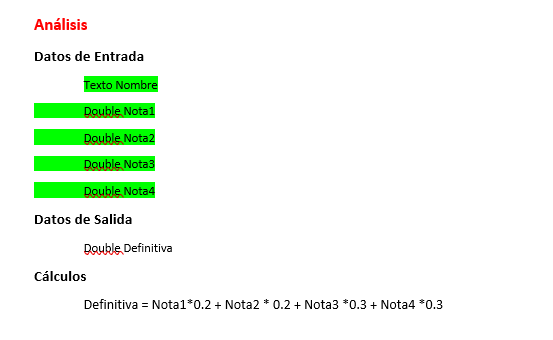 Análisis
Datos de Entrada
Texto Nombre
Double Nota1
Double Nota2
Double Nota3
Double Nota4
Datos de Salida
Double Definitiva
Cálculos
Definitiva = Nota1*0.2 + Nota2 * 0.2 + Nota3 *0.3 + Nota4 *0.3